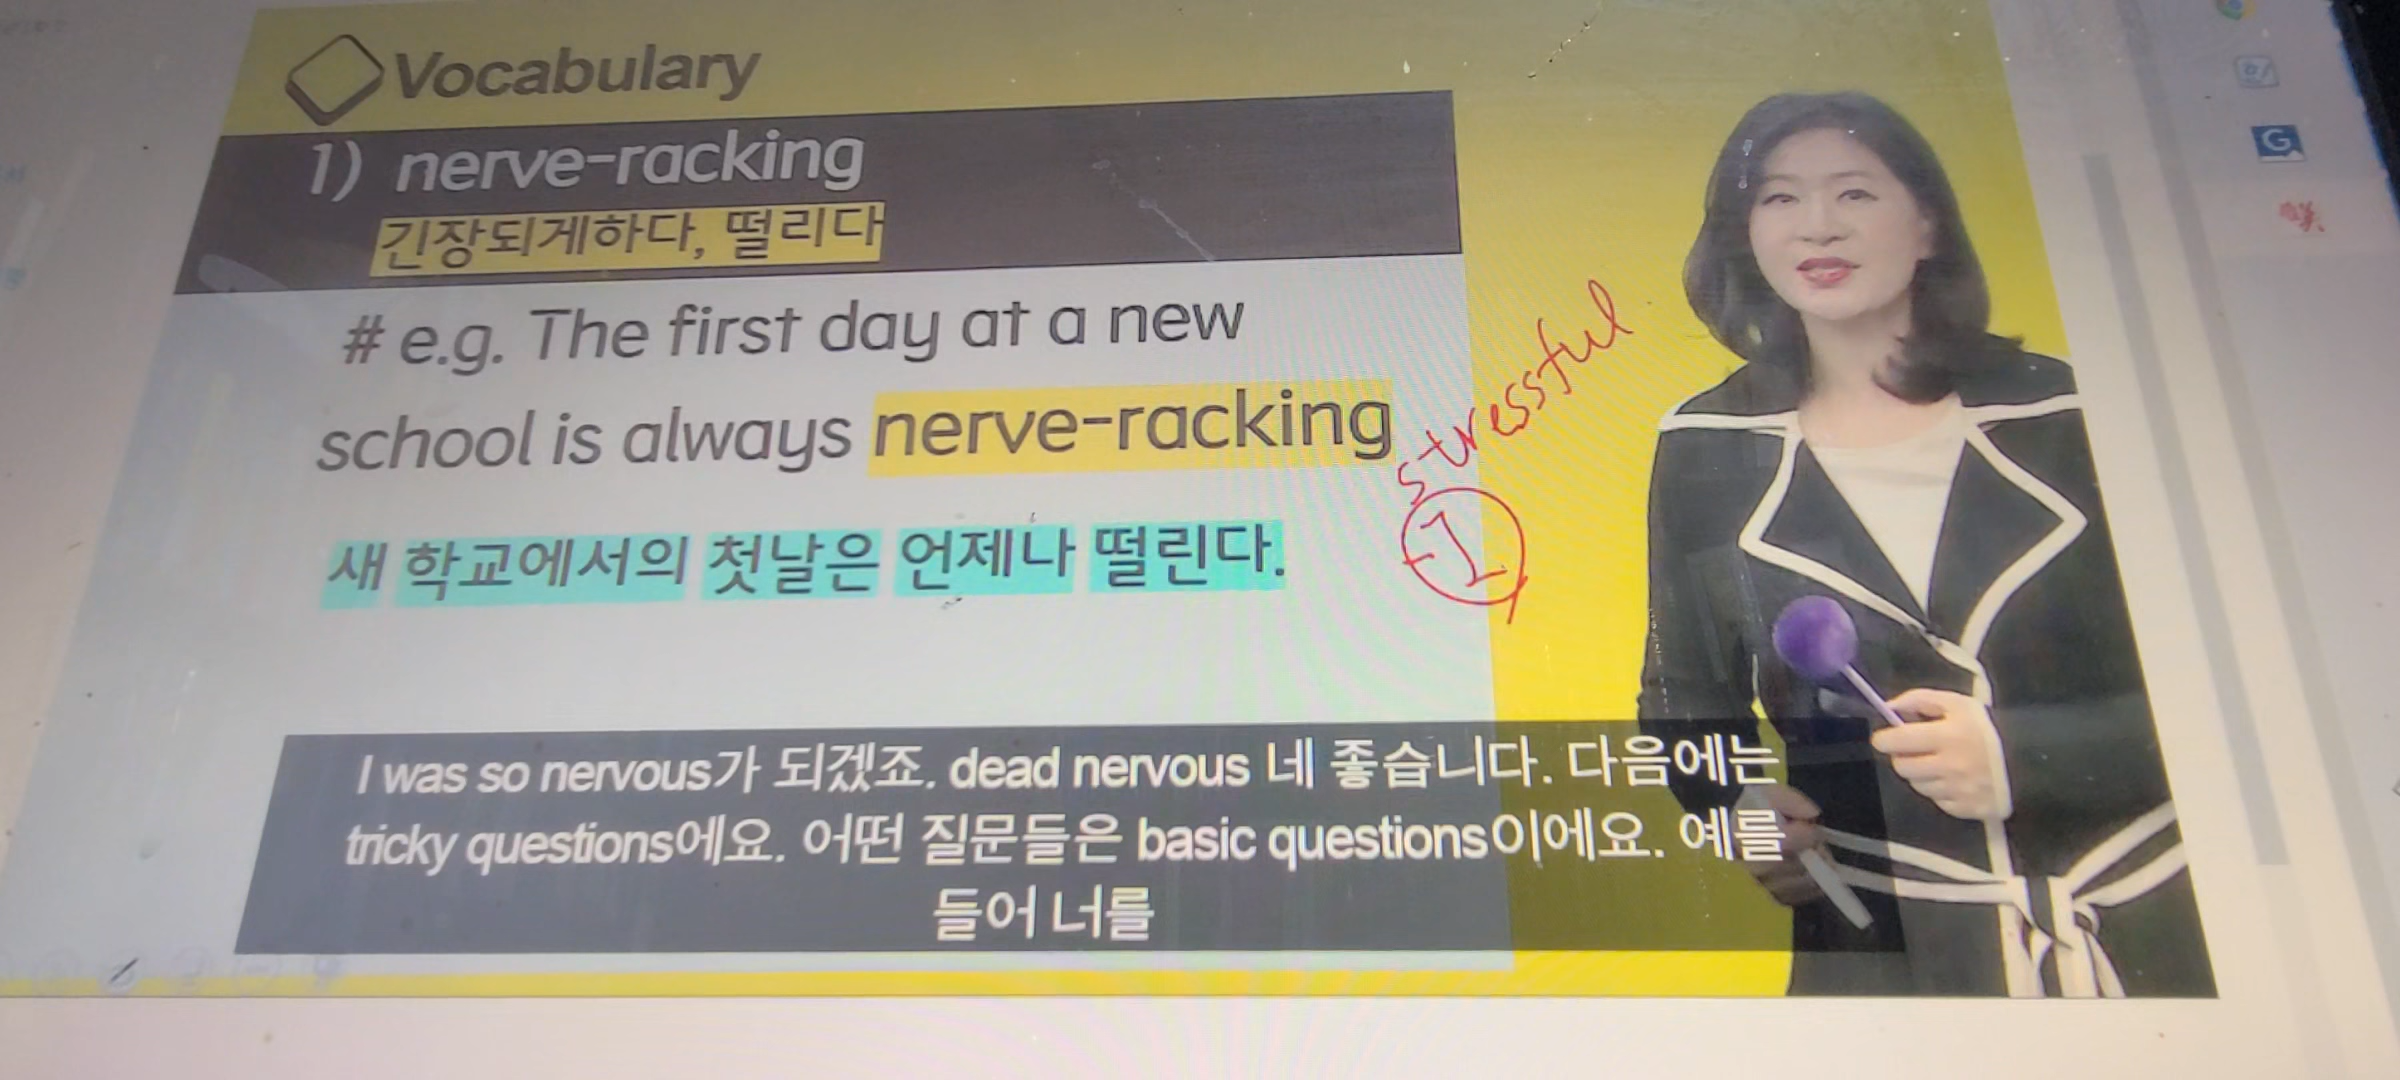 Vocabulary
1) nerve-racking
긴장되게하다, 떨리다
# e.g. The first day at a new
school is always nerve-racking
stressful
1
새 학교에서의 첫날은 언제나 떨린다.
I was so nervous가 되겠죠. dead nervous 네 좋습니다. 다음에는
tricky questions에요. 어떤 질문들은 basic questions이에요. 예를
들어 너를
G